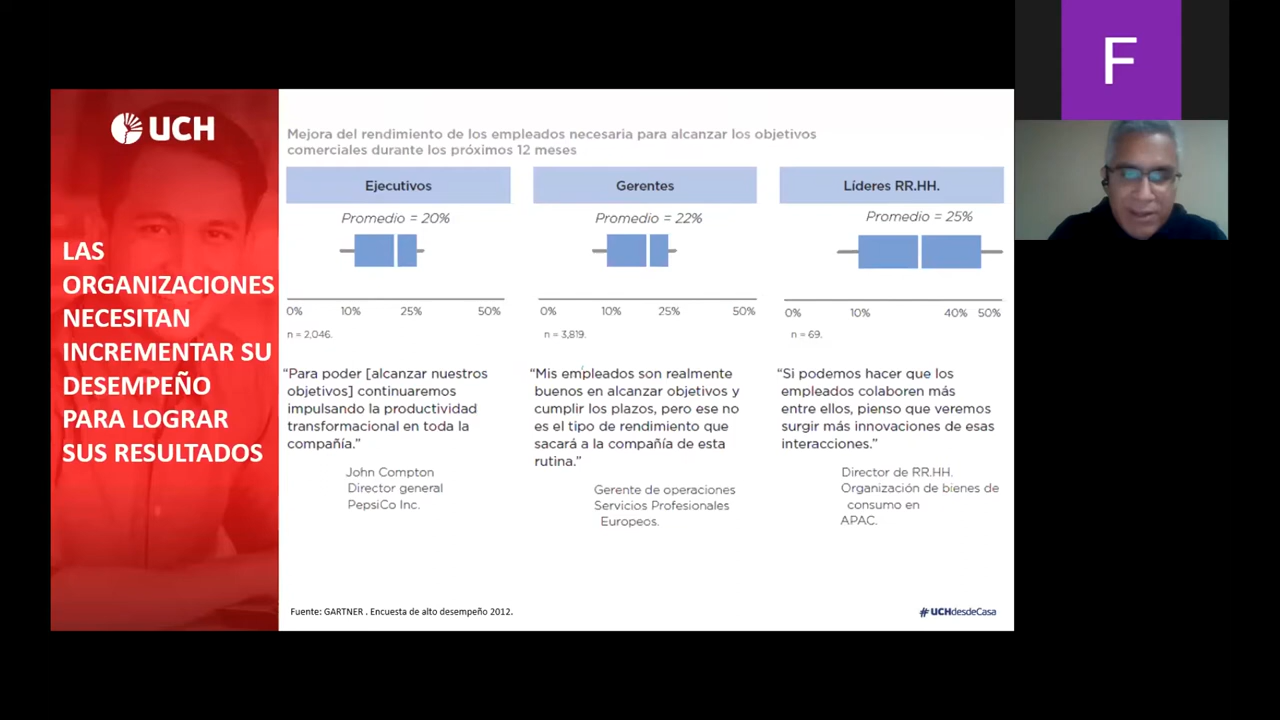 UCH
LAS
ORGANIZACIONES
NECESITAN
INCREMENTAR SU
DESEMPEÑO
PARA LOGRAR
SUS RESULTADOS
Mejora del rendimiento de los empleados necesaria para alcanzar los objetivos
comerciales durante los próximos 12 meses
Ejecutivos
Promedio = 20%
0% 10% 25% 50%
n = 2,046.
“Para poder [alcanzar nuestros
objetivos] continuaremos
impulsando la productividad
transformacional en toda la
compañía.”
John Compton
Director general
PepsiCo Inc.
Gerentes
Promedio = 22%
0% 10% 25% 50%
n = 3,819.
“Mis empleados son realmente
buenos en alcanzar objetivos y
cumplir los plazos, pero ese no
es el tipo de rendimiento que
sacará a la compañía de esta
rutina.”
Gerente de operaciones
Servicios Profesionales
Europeos.
Líderes RR.HH.
Promedio = 25%
0% 10% 40% 50%
n = 69.
“Si podemos hacer que los
empleados colaboren más
entre ellos, pienso que veremos
surgir más innovaciones de esas
interacciones.”
Director de RR.HH.
Organización de bienes de
consumo en
APAC.
Fuente: GARTNER . Encuesta de alto desempeño 2012.
#UCHdesdeCasa
F